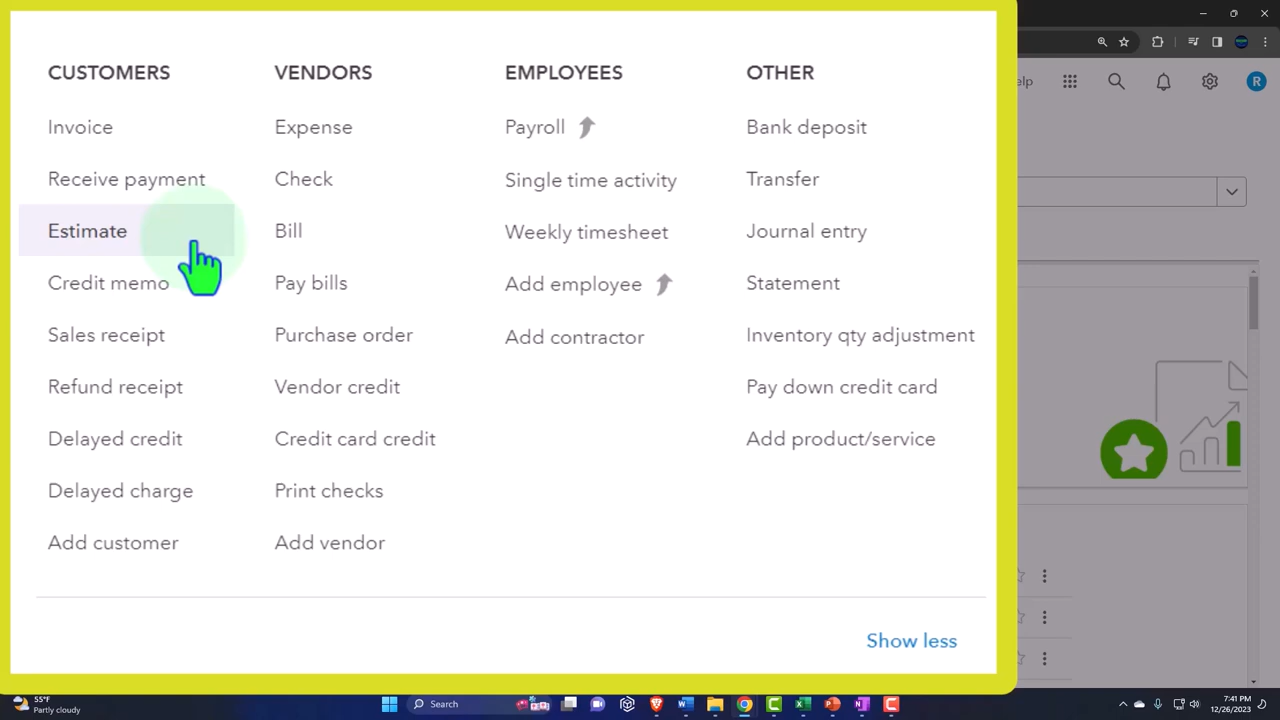 CUSTOMERS
Invoice
Receive payment
Estimate
Credit memo
Sales receipt
Refund receipt
Delayed credit
Delayed charge
Add customer
VENDORS
Expense
Check
Bill
Pay bills
Purchase order
Vendor credit
Credit card credit
Print checks
Add vendor
EMPLOYEES
Payroll
Single time activity
Weekly timesheet
Add employee
Add contractor
OTHER
Bank deposit
Transfer
Journal entry
Statement
Inventory qty adjustment
Pay down credit card
Add product/service
Show less
elp
R
55°F
Partly cloudy
Search
7:41 PM
12/26/2023